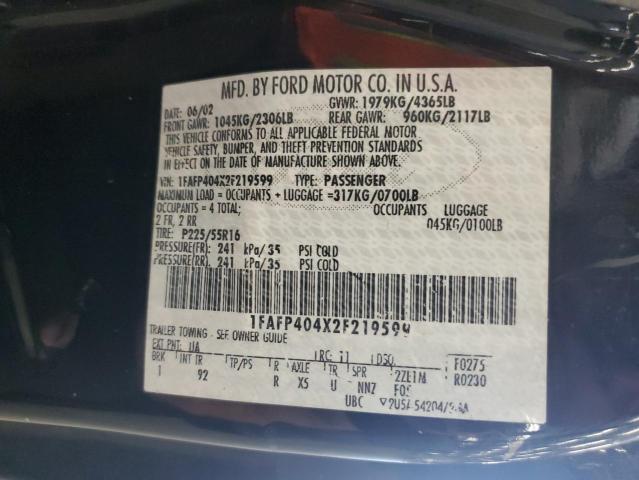 MFD. BY FORD MOTOR CO. IN U.S.A.
DATE: 06/02 GVWR: 1979KG/4365LB
FRONT GAWR: 1045KG/2306LB REAR GAWR: 960KG/2117LB
THIS VEHICLE CONFORMS TO ALL APPLICABLE FEDERAL MOTOR
VEHICLE SAFETY, BUMPER, AND THEFT PREVENTION STANDARDS
IN EFFECT ON THE DATE OF MANUFACTURE SHOWN ABOVE.
VIN: 1FAFP404X2F219599 TYPE: PASSENGER
MAXIMUM LOAD = OCCUPANTS + LUGGAGE =317KG/0700LB
OCCUPANTS = 4 TOTAL; LUGGAGE
2 FR, 2 RR 045KG/0100LB
TIRE: P225/55R16
PRESSURE(FR): 241 kPa/35 PSI COLD
PRESSURE(RR): 241 kPa/35 PSI COLD
1FAFP404X2F219599
TRAILER TOWING - SEE OWNER GUIDE
EXT PNT: UA RC: 11 DSO: F0275
BRK INT TR TP/PS R AXLE TR SPR 2ZE1M R0230
1 92 R X5 U NNZ
UBC